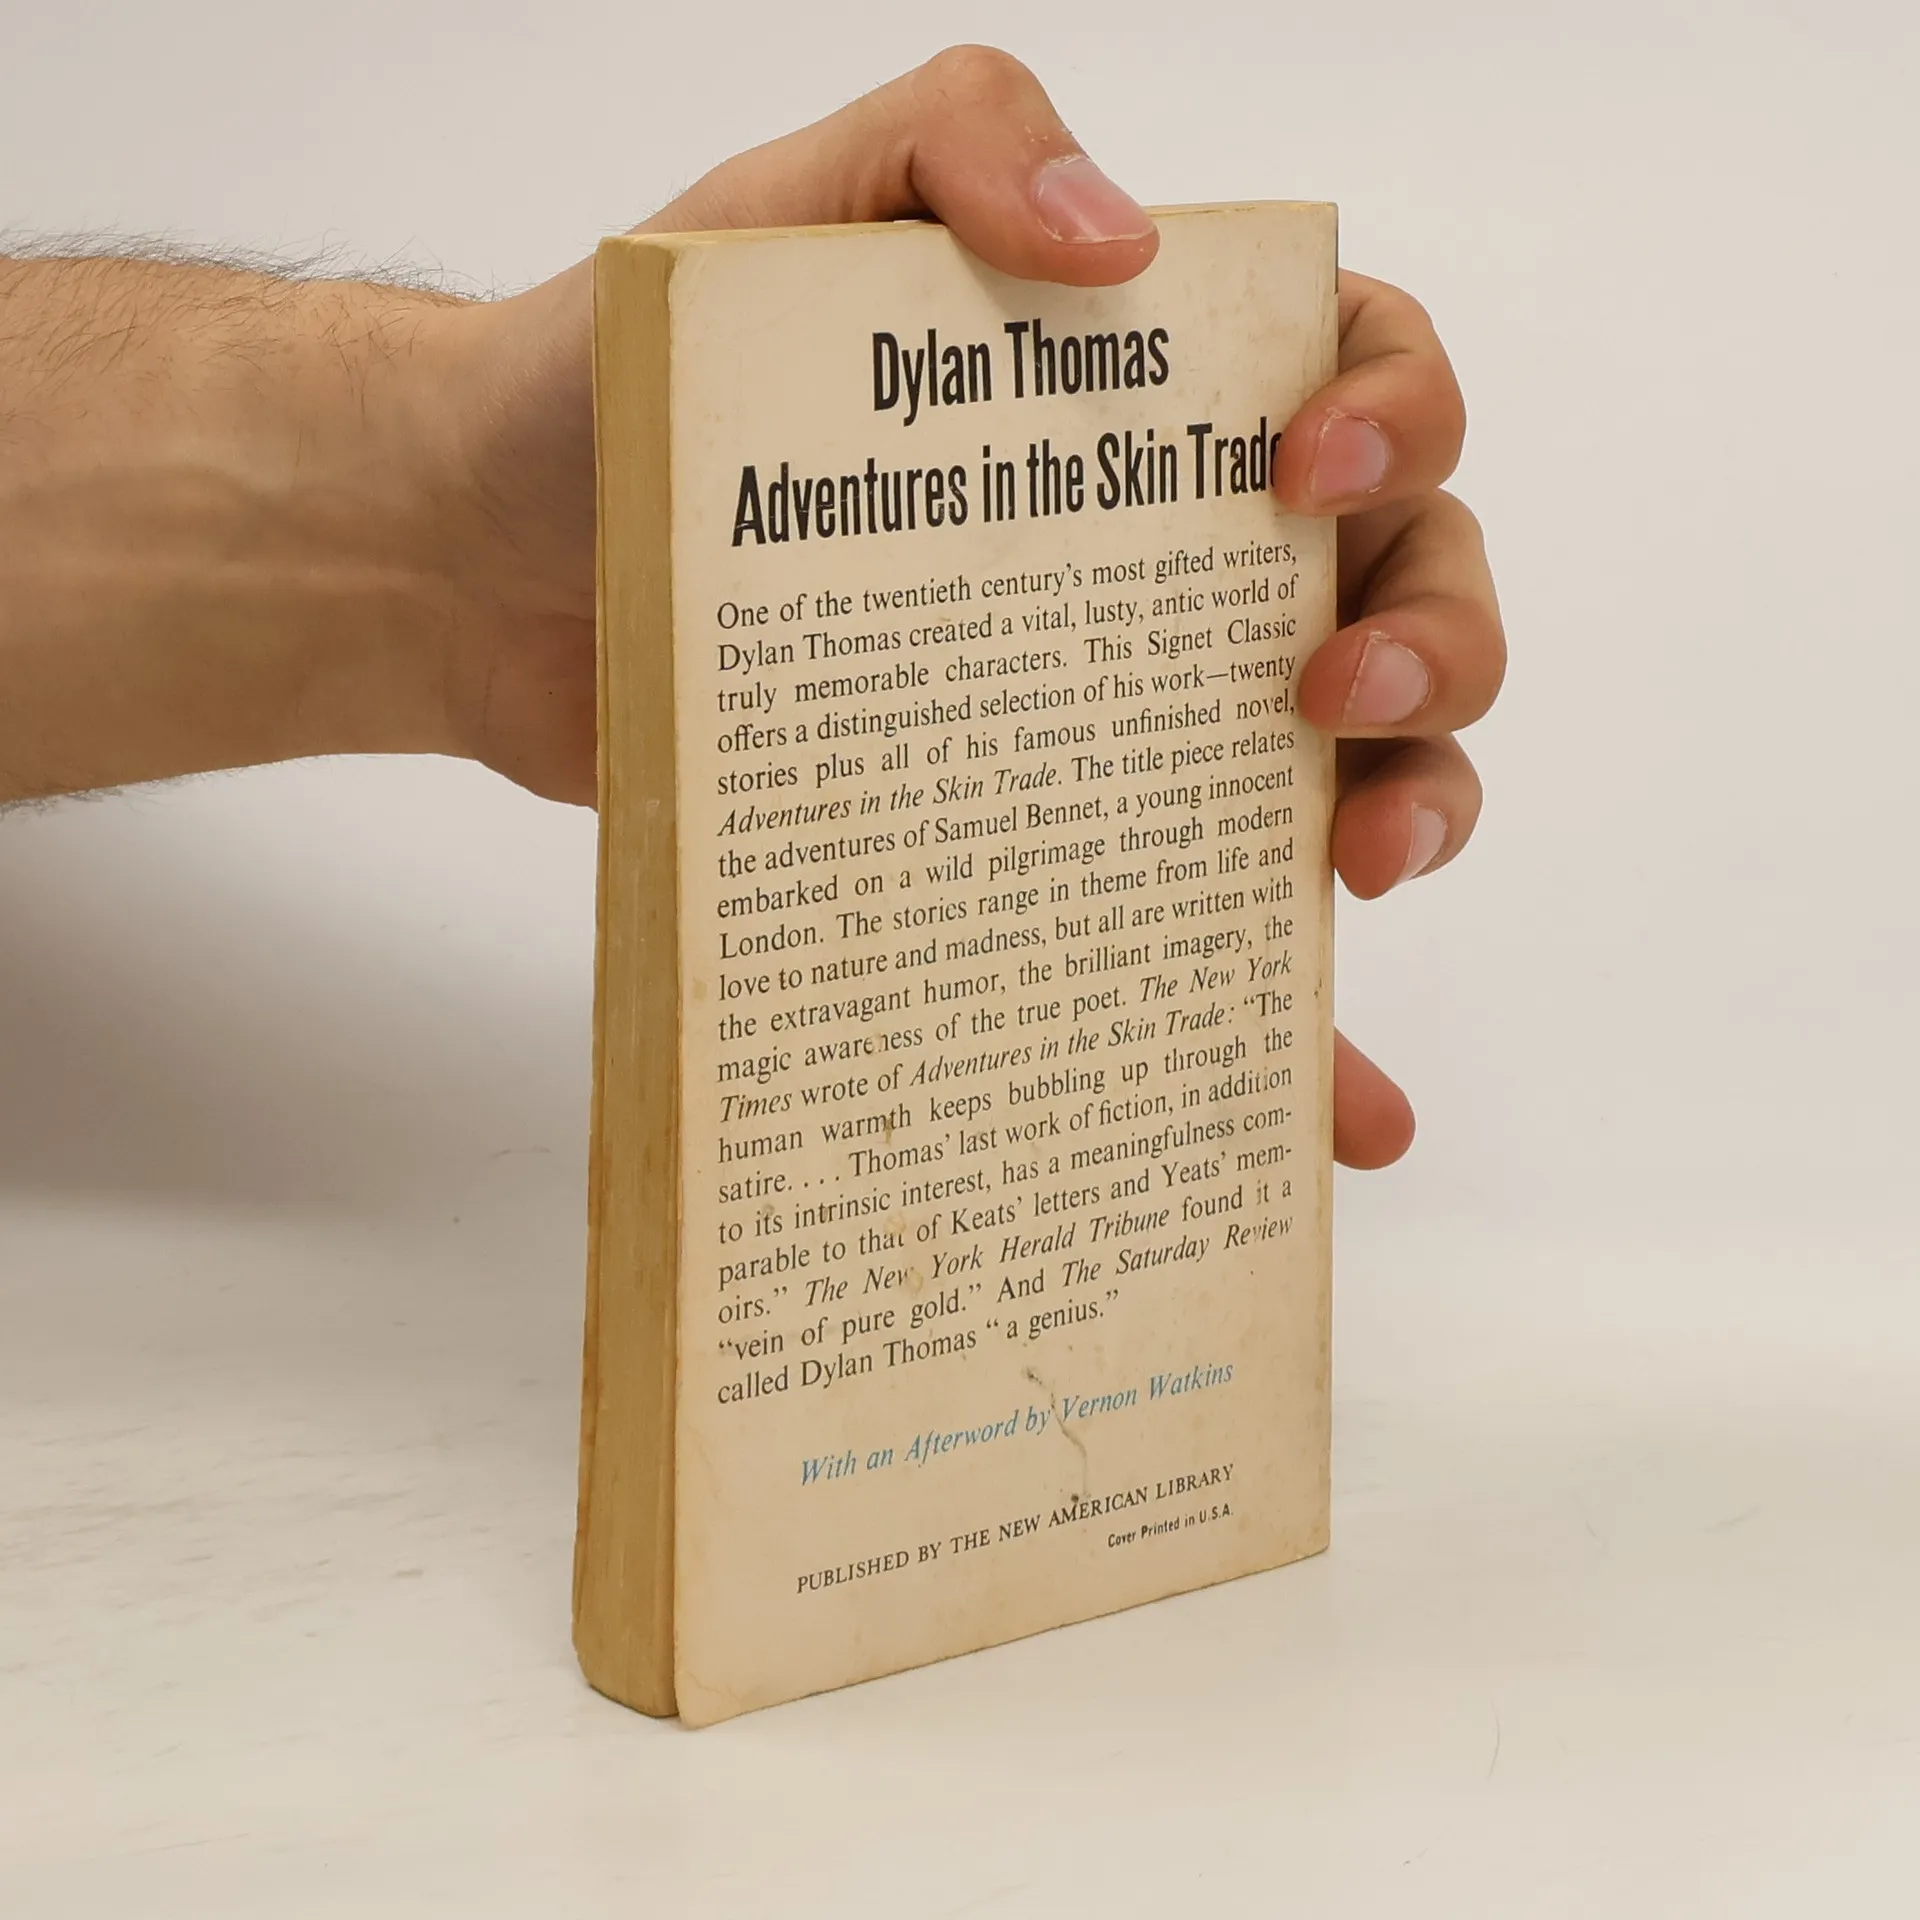 Dylan Thomas
Adventures in the Skin Trade
One of the twentieth century's most gifted writers,
Dylan Thomas created a vital, lusty, antic world of
truly memorable characters. This Signet Classic
offers a distinguished selection of his work—twenty
stories plus all of his famous unfinished novel,
Adventures in the Skin Trade. The title piece relates
the adventures of Samuel Bennet, a young innocent
embarked on a wild pilgrimage through modern
London. The stories range in theme from life and
love to nature and madness, but all are written with
the extravagant humor, the brilliant imagery, the
magic awareness of the true poet. The New York
Times wrote of Adventures in the Skin Trade: “The
human warmth keeps bubbling up through the
satire. . . . Thomas’ last work of fiction, in addition
to its intrinsic interest, has a meaningfulness com-
parable to that of Keats’ letters and Yeats’ mem-
oirs.” The New York Herald Tribune found it a
“vein of pure gold.” And The Saturday Review
called Dylan Thomas “a genius.”
With an Afterword by Vernon Watkins
PUBLISHED BY THE NEW AMERICAN LIBRARY
Cover Printed in U.S.A.